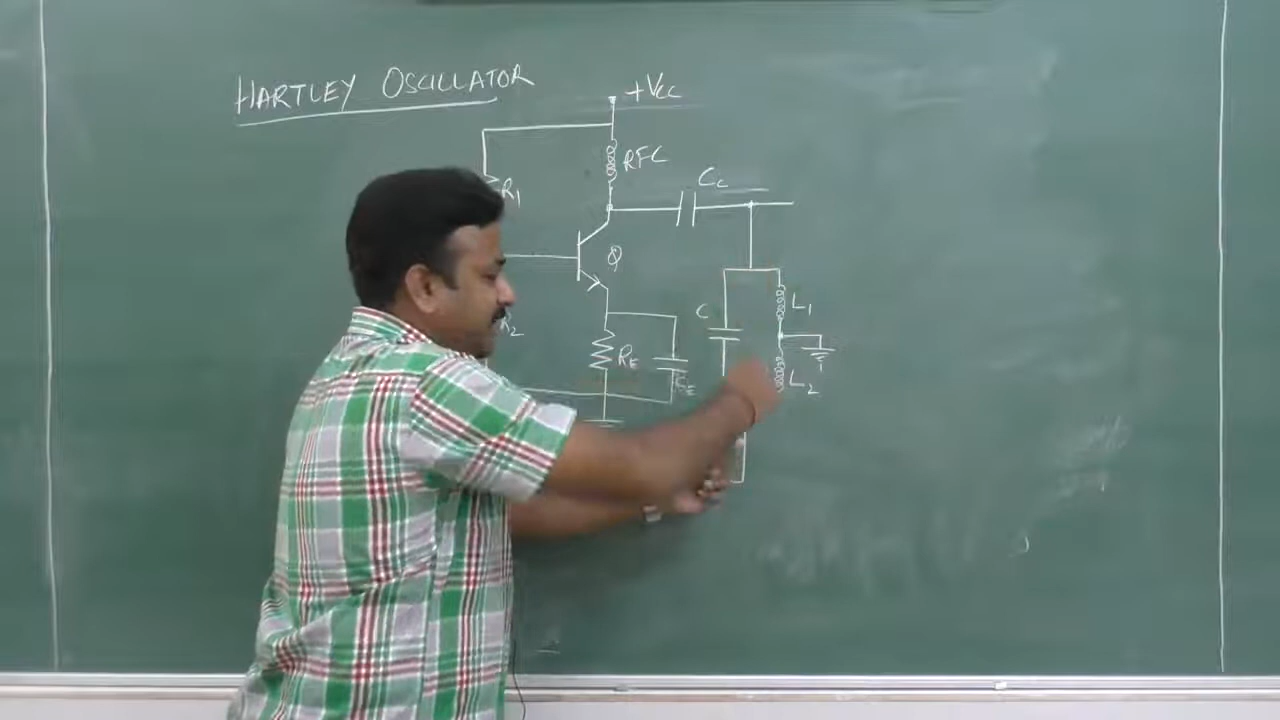 HARTLEY OSCILLATOR
+VCC
RFC
R1
CC
Q
C
L1
R2
RE
CE
L2